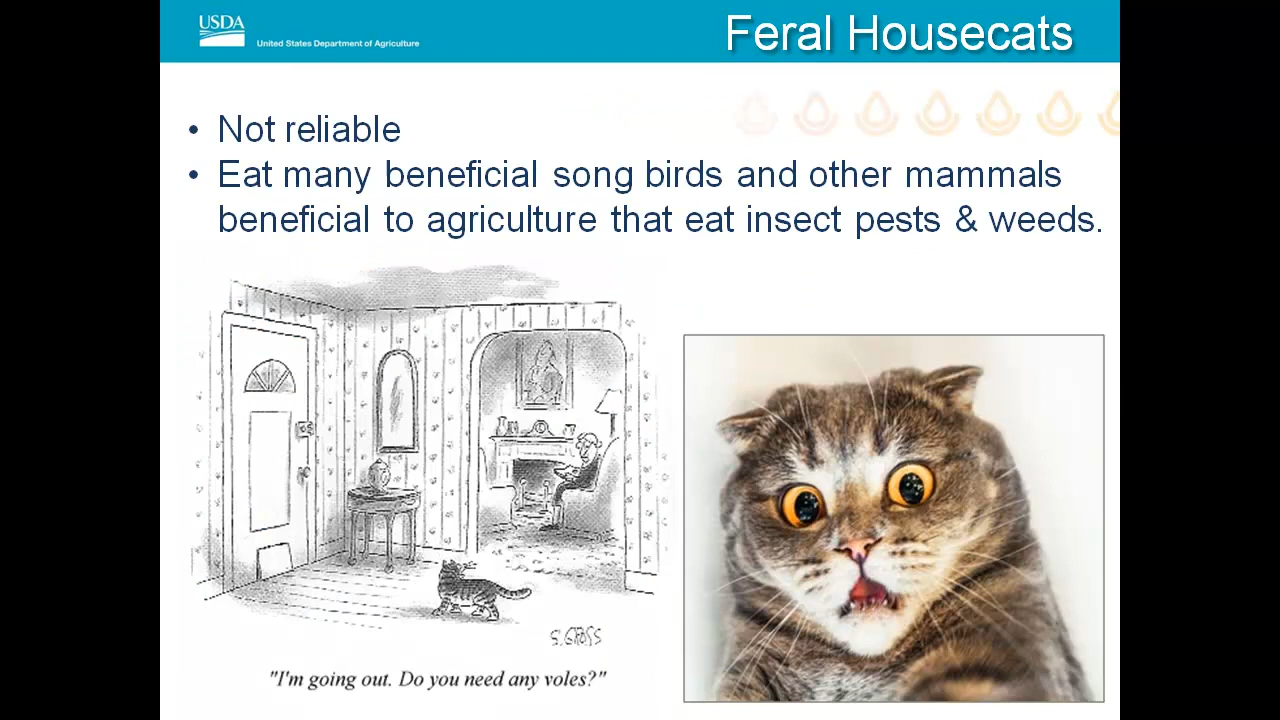 USDA
United States Department of Agriculture
Feral Housecats
• Not reliable
• Eat many beneficial song birds and other mammals
beneficial to agriculture that eat insect pests & weeds.
S. GROSS
"I'm going out. Do you need any voles?"